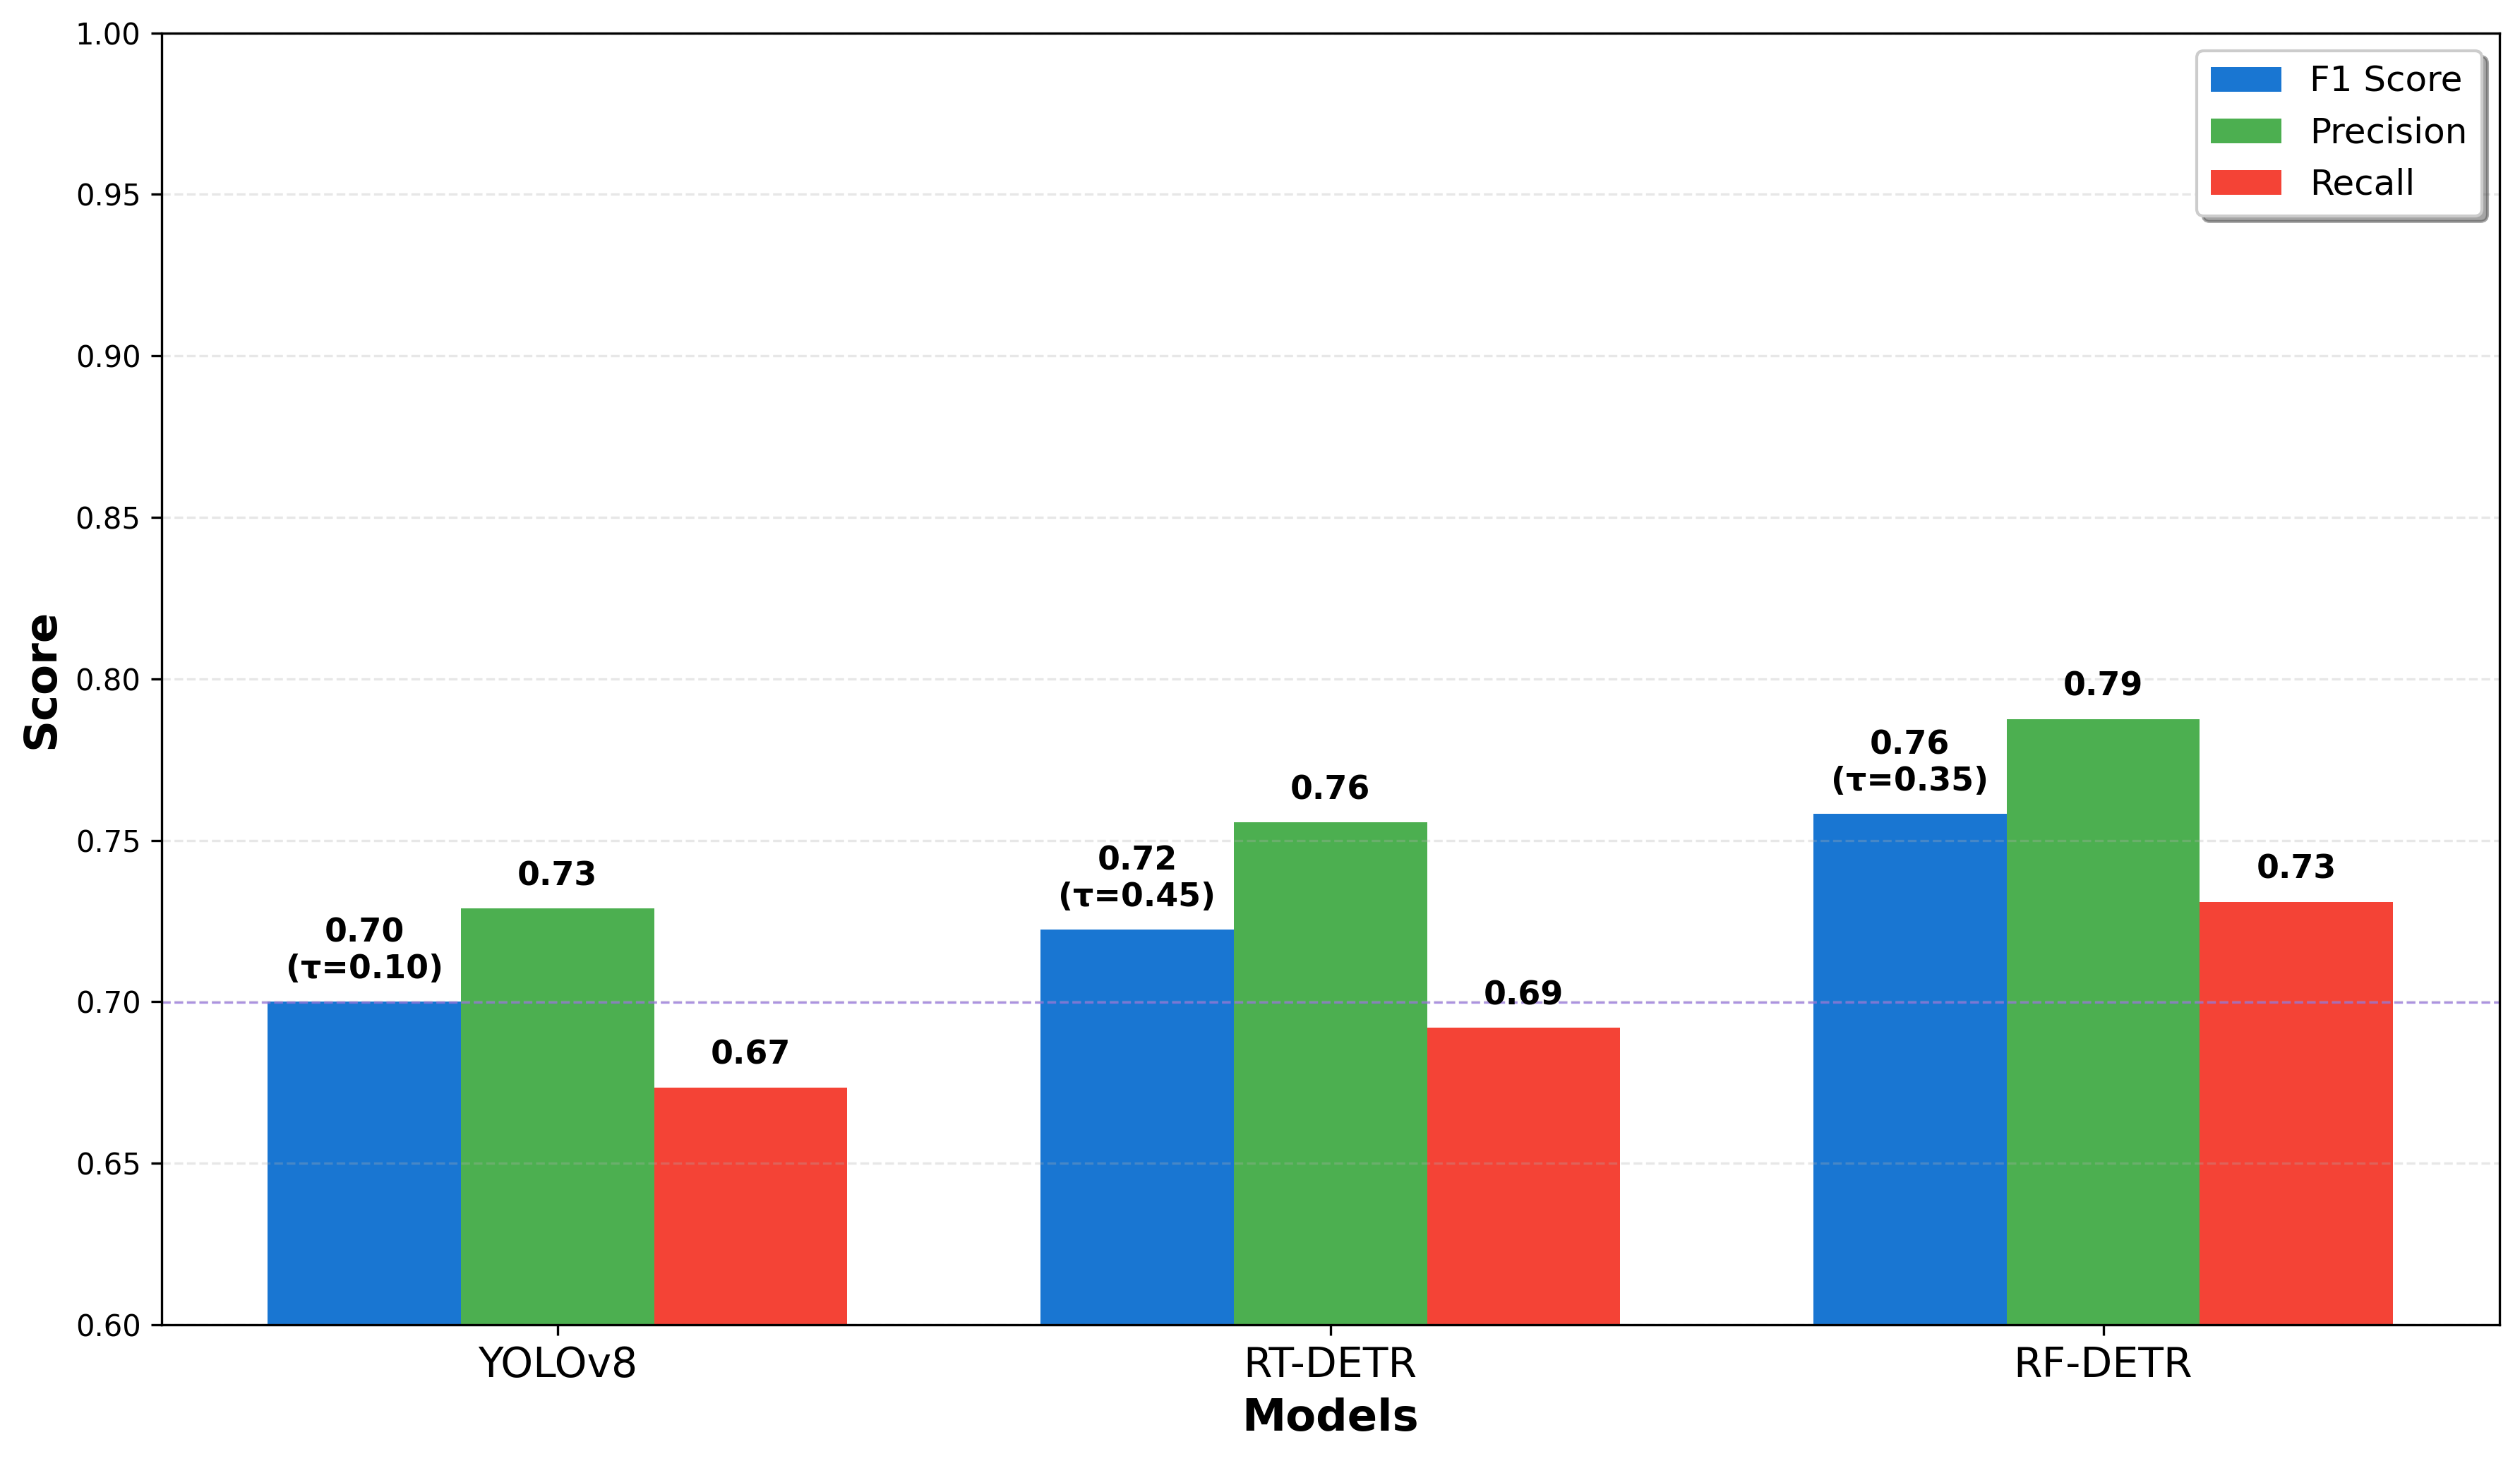 1.00
0.95
0.90
0.85
0.80
0.75
0.70
0.65
0.60
Score
F1 Score
Precision
Recall
0.70
(τ=0.10)
0.73
0.67
0.72
(τ=0.45)
0.76
0.69
0.76
(τ=0.35)
0.79
0.73
YOLOv8
RT-DETR
RF-DETR
Models